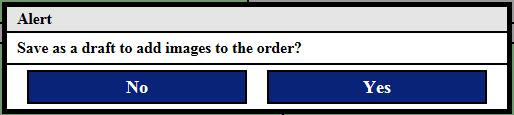 Alert
Save as a draft to add images to the order?
No
Yes